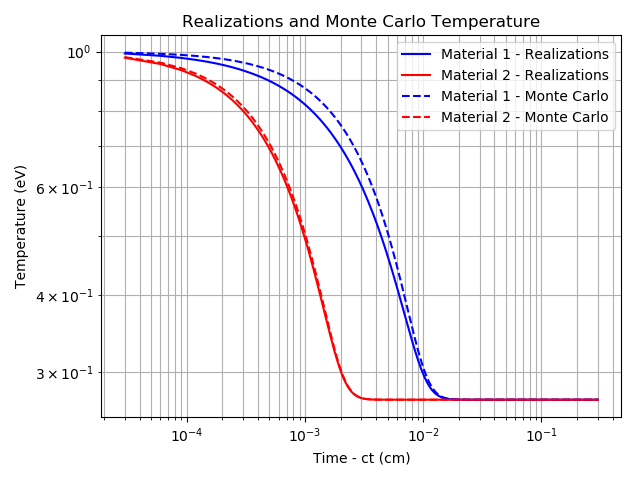 Realizations and Monte Carlo Temperature
Material 1 - Realizations
Material 2 - Realizations
Material 1 - Monte Carlo
Material 2 - Monte Carlo
Temperature (eV)
10⁰
6 × 10⁻¹
4 × 10⁻¹
3 × 10⁻¹
10⁻⁴ 10⁻³ 10⁻² 10⁻¹
Time - ct (cm)